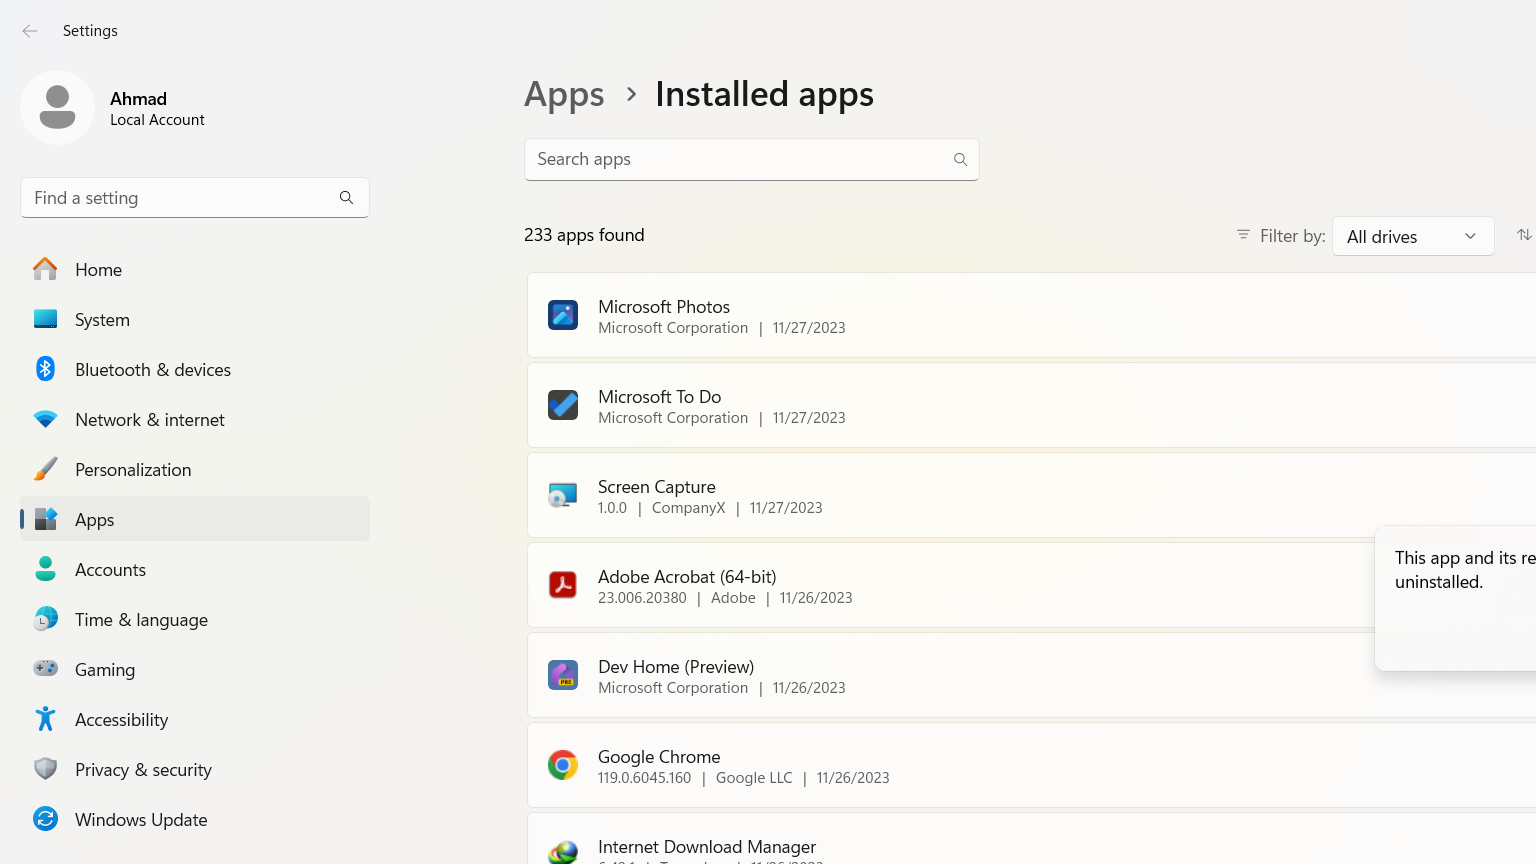 Settings
Ahmad
Local Account
Find a setting
Home
System
Bluetooth & devices
Network & internet
Personalization
Apps
Accounts
Time & language
Gaming
Accessibility
Privacy & security
Windows Update
Apps > Installed apps
Search apps
233 apps found
Filter by: All drives
Microsoft Photos
Microsoft Corporation | 11/27/2023
Microsoft To Do
Microsoft Corporation | 11/27/2023
Screen Capture
1.0.0 | CompanyX | 11/27/2023
This app and its re
uninstalled.
Adobe Acrobat (64-bit)
23.006.20380 | Adobe | 11/26/2023
Dev Home (Preview)
Microsoft Corporation | 11/26/2023
PRE
Google Chrome
119.0.6045.160 | Google LLC | 11/26/2023
Internet Download Manager